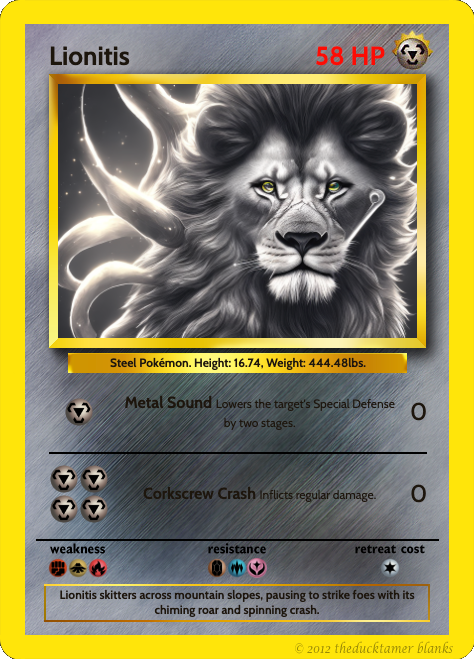 Lionitis 58 HP
Steel Pokémon. Height: 16.74, Weight: 444.48lbs.
Metal Sound Lowers the target's Special Defense 0
by two stages.
Corkscrew Crash Inflicts regular damage. 0
weakness resistance retreat cost
Lionitis skitters across mountain slopes, pausing to strike foes with its
chiming roar and spinning crash.
© 2012 theducktamer blanks